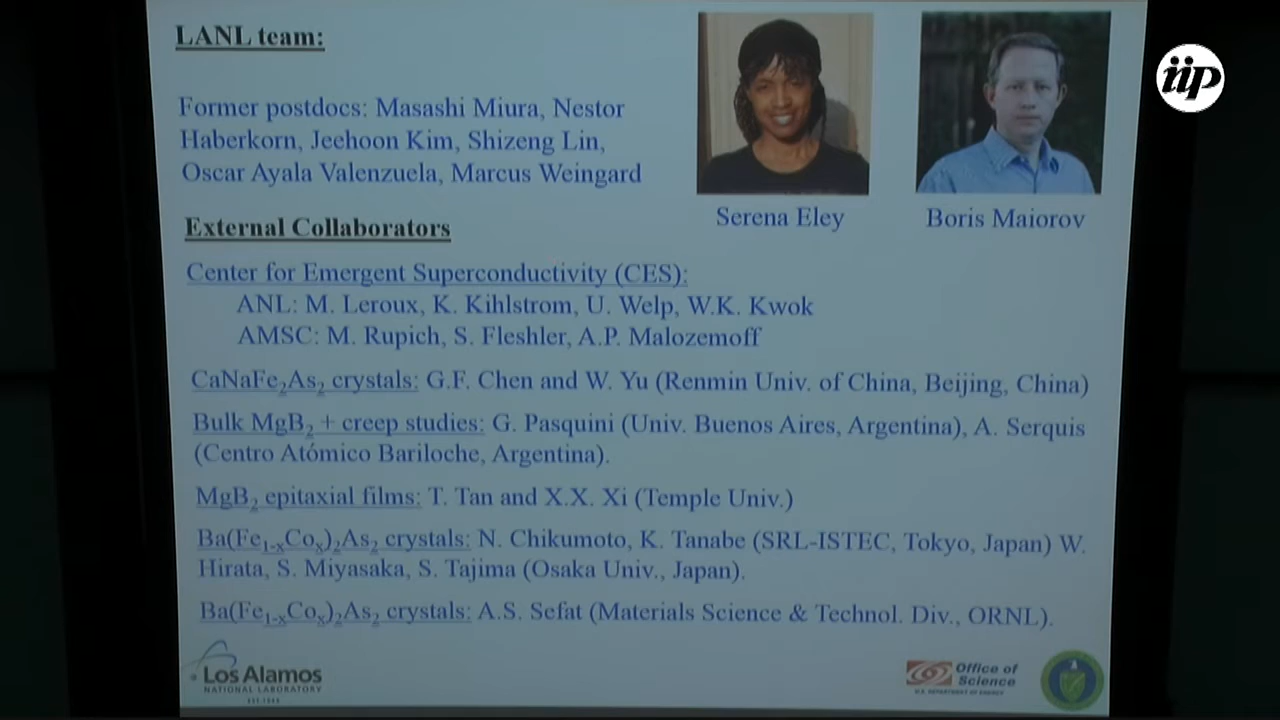 LANL team:
iip
Former postdocs: Masashi Miura, Nestor
Haberkorn, Jeehoon Kim, Shizeng Lin,
Oscar Ayala Valenzuela, Marcus Weingard
Serena Eley
Boris Maiorov
External Collaborators
Center for Emergent Superconductivity (CES):
ANL: M. Leroux, K. Kihlstrom, U. Welp, W.K. Kwok
AMSC: M. Rupich, S. Fleshler, A.P. Malozemoff
CaNaFe2As2 crystals: G.F. Chen and W. Yu (Renmin Univ. of China, Beijing, China)
Bulk MgB2 + creep studies: G. Pasquini (Univ. Buenos Aires, Argentina), A. Serquis
(Centro Atómico Bariloche, Argentina).
MgB2 epitaxial films: T. Tan and X.X. Xi (Temple Univ.)
Ba(Fe1-xCox)2As2 crystals: N. Chikumoto, K. Tanabe (SRL-ISTEC, Tokyo, Japan) W.
Hirata, S. Miyasaka, S. Tajima (Osaka Univ., Japan).
Ba(Fe1-xCox)2As2 crystals: A.S. Sefat (Materials Science & Technol. Div., ORNL).
Los Alamos
NATIONAL LABORATORY
EST. 1943
Office of
Science
U.S. DEPARTMENT OF ENERGY